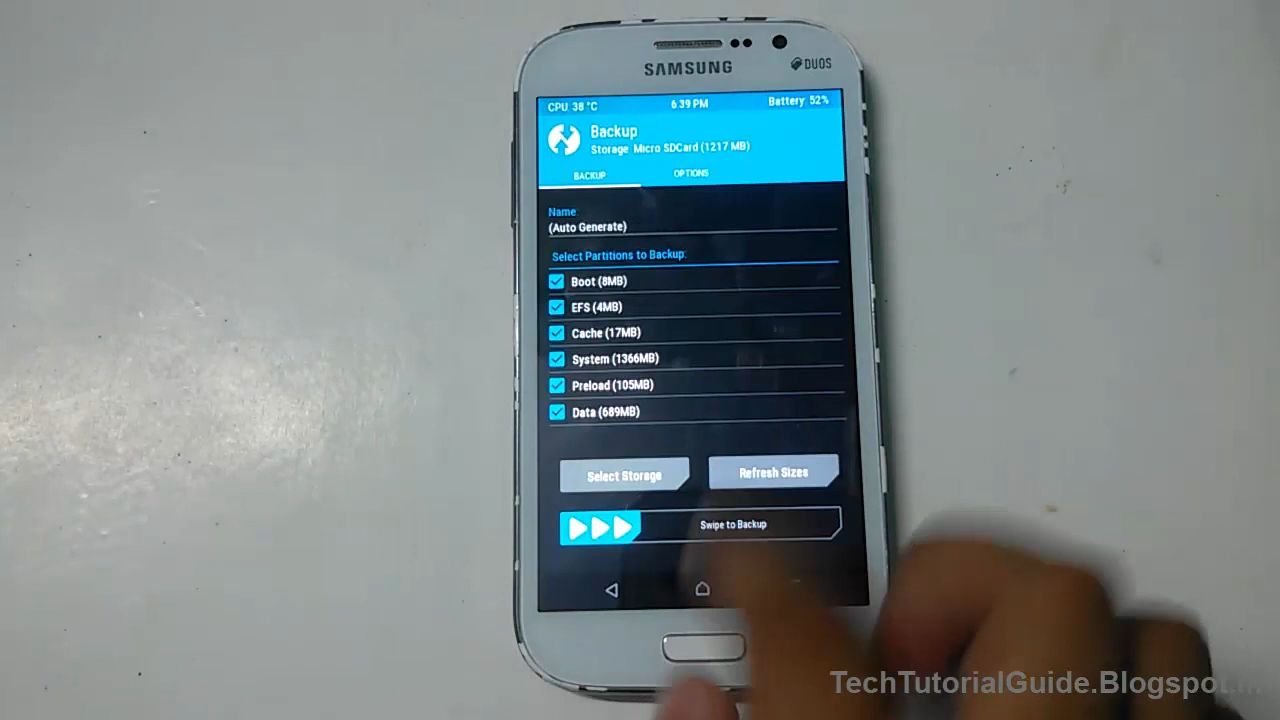 SAMSUNG
DUOS
CPU: 38 °C 6:39 PM Battery: 52%
Backup
Storage: Micro SDCard (1217 MB)
BACKUP OPTIONS
Name:
(Auto Generate)
Select Partitions to Backup:
Boot (8MB)
EFS (4MB)
Cache (17MB)
System (1366MB)
Preload (105MB)
Data (689MB)
Select Storage Refresh Sizes
Swipe to Backup
TechTutorialGuide.Blogspot.in